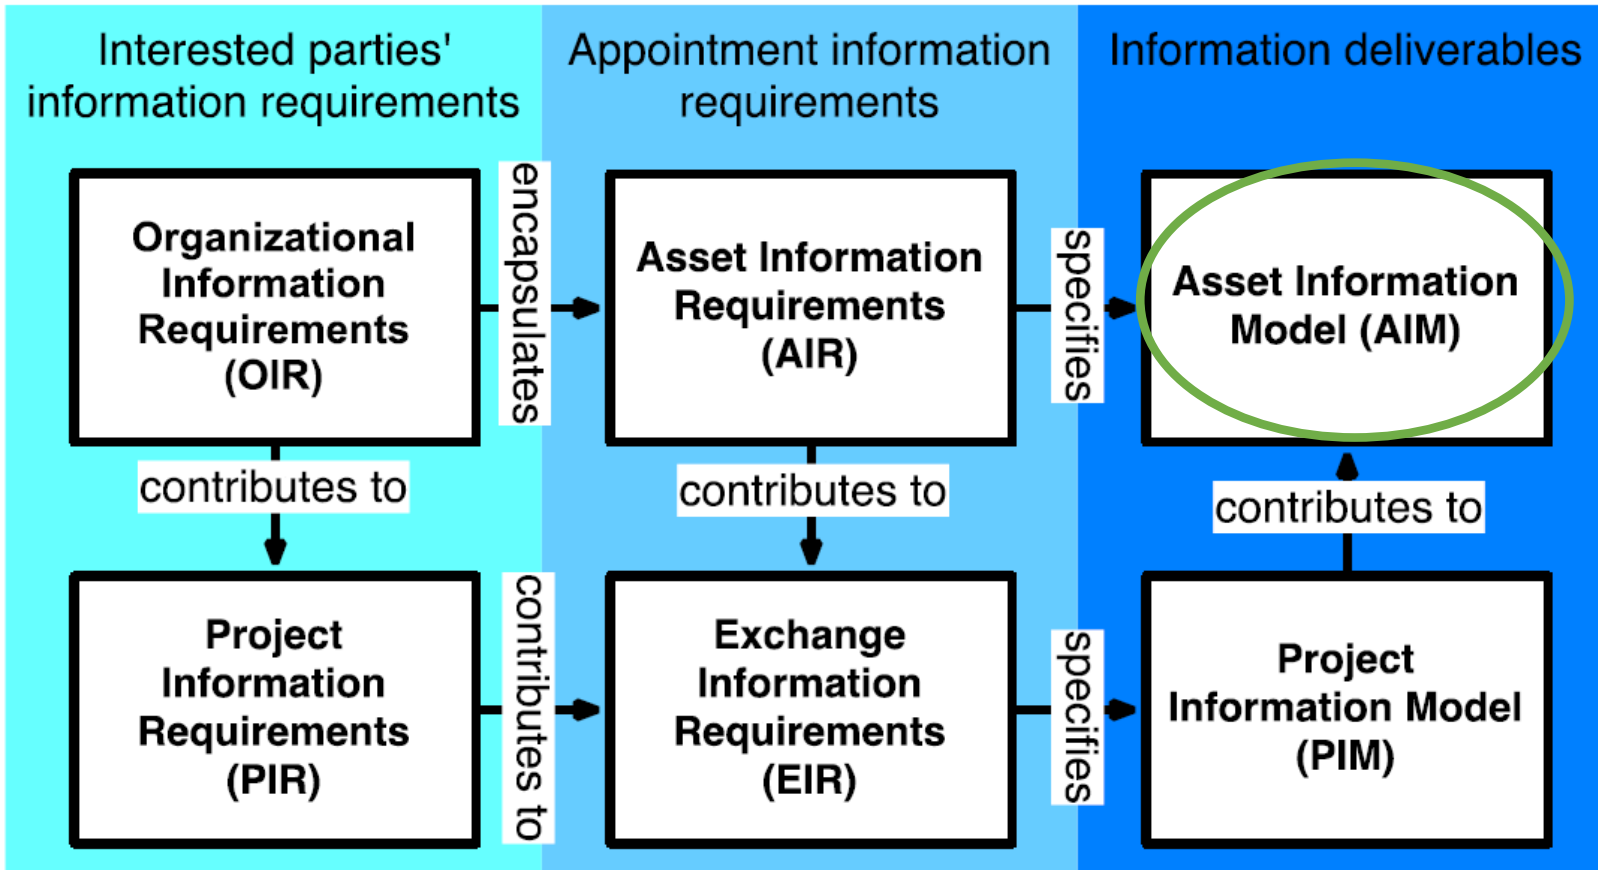 Interested parties'
information requirements
Appointment information
requirements
Information deliverables
Organizational
Information
Requirements
(OIR)
encapsulates
Asset Information
Requirements
(AIR)
specifies
Asset Information
Model (AIM)
contributes to
contributes to
contributes to
Project
Information
Requirements
(PIR)
contributes to
Exchange
Information
Requirements
(EIR)
specifies
Project
Information Model
(PIM)